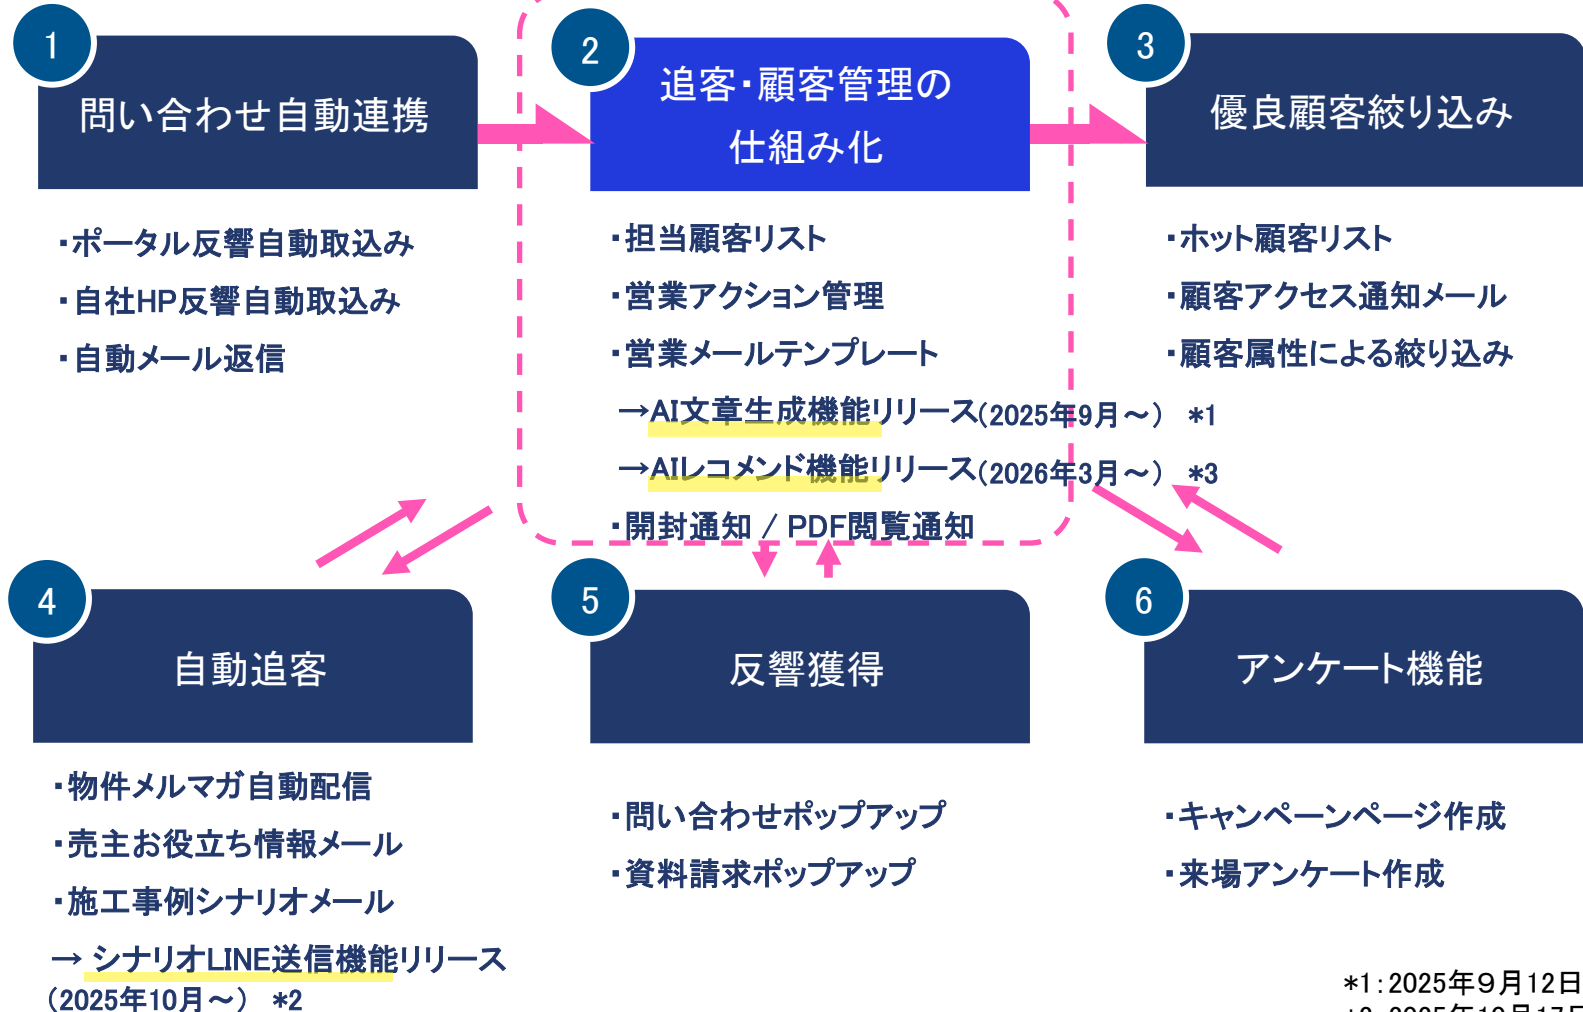 1
問い合わせ自動連携
・ポータル反響自動取込み
・自社HP反響自動取込み
・自動メール返信
2
追客・顧客管理の
仕組み化
・担当顧客リスト
・営業アクション管理
・営業メールテンプレート
→AI文章生成機能リリース(2025年9月～) *1
→AIレコメンド機能リリース(2026年3月～) *3
・開封通知 / PDF閲覧通知
3
優良顧客絞り込み
・ホット顧客リスト
・顧客アクセス通知メール
・顧客属性による絞り込み
4
自動追客
・物件メルマガ自動配信
・売主お役立ち情報メール
・施工事例シナリオメール
→ シナリオLINE送信機能リリース
(2025年10月～) *2
5
反響獲得
・問い合わせポップアップ
・資料請求ポップアップ
6
アンケート機能
・キャンペーンページ作成
・来場アンケート作成
*1：2025年９月12日
*2：2025年10月17日